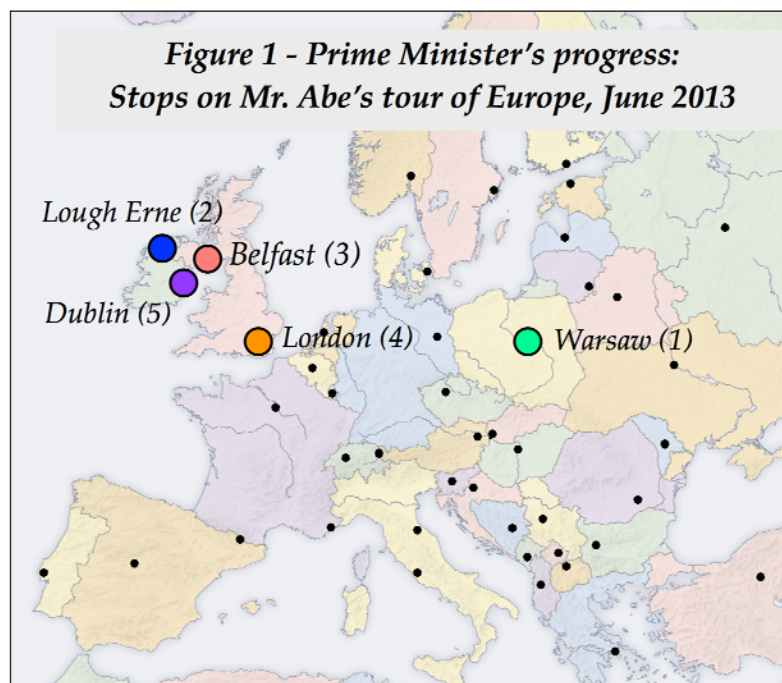 Figure 1 - Prime Minister's progress:
Stops on Mr. Abe's tour of Europe, June 2013
Lough Erne (2)
Belfast (3)
Dublin (5)
London (4)
Warsaw (1)